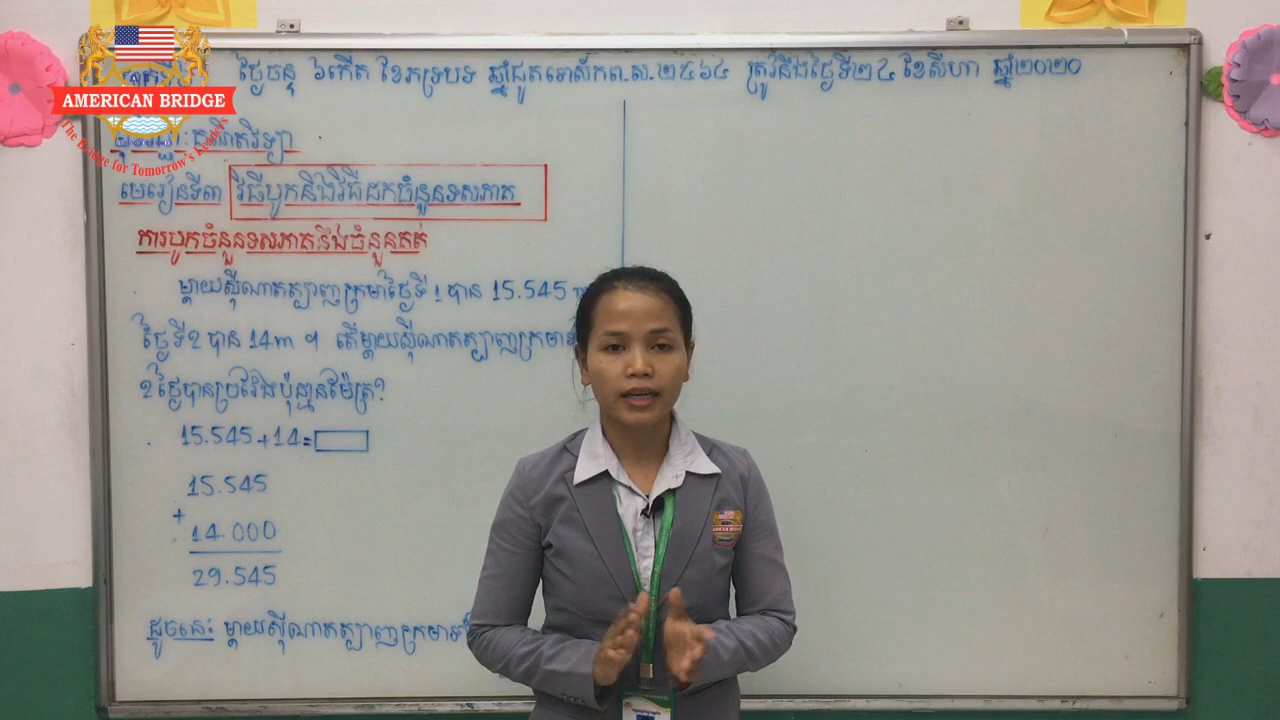 AMERICAN BRIDGE
The Bridge for Tomorrow's Leaders
ថ្ងៃចន្ទ ៦កើត ខែភទ្របទ ឆ្នាំជូតទោស័កព.ស.២៥៦៤ ត្រូវនឹងថ្ងៃទី២៤ ខែសីហា ឆ្នាំ២០២០
គណិតវិទ្យា
មេរៀនទី៣ វិធីបូកនិងវិធីដកចំនួនទសភាគ
ការបូកចំនួនទសភាគនិងចំនួនគត់
ម្ដាយស៊ីណាតត្បាញក្រមាថ្ងៃទី1បាន 15.545 m
ថ្ងៃទី2បាន 14m ។ តើម្ដាយស៊ីណាតត្បាញក្រមា
2ថ្ងៃបានប្រវែងប៉ុន្មានម៉ែត្រ?
15.545+14=
15.545
+
14.000
29.545
ដូចនេះ ម្ដាយស៊ីណាតត្បាញក្រមា
AMERICAN BRIDGE